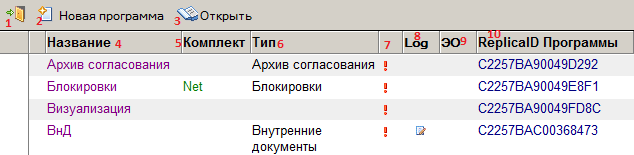 1 2 Новая программа 3 Открыть
Название 4 5 Комплект Тип 6 7 8 Log ЭО 9 10 ReplicaID Программы
Архив согласования Архив согласования ! C2257BA90049D292
Блокировки Net Блокировки ! C2257BA90049E8F1
Визуализация ! C2257BA90049FD8C
ВнД Внутренние документы ! C2257BAC00368473